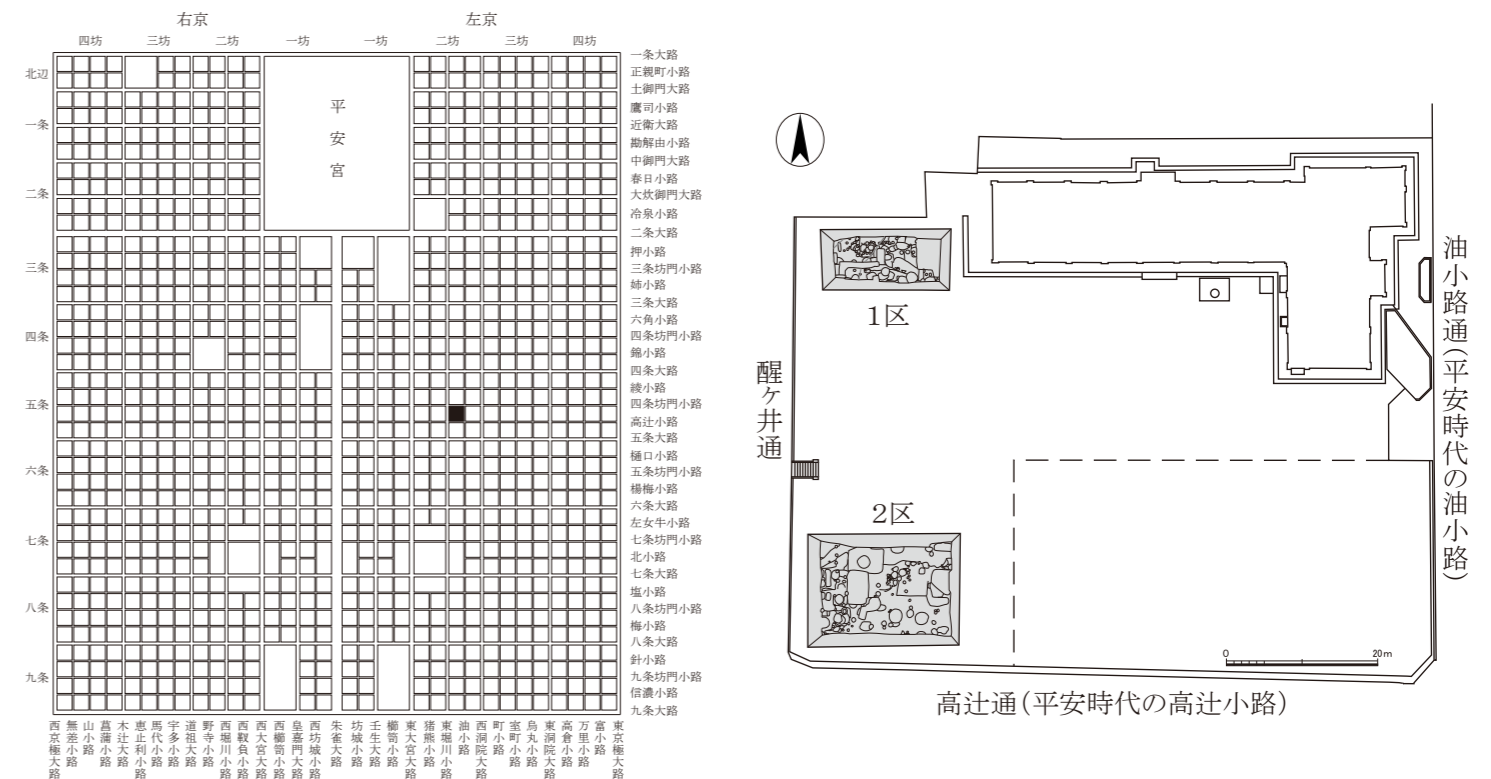 右京
左京
四坊
三坊
二坊
一坊
一坊
二坊
三坊
四坊
北辺
一条
二条
三条
四条
五条
六条
七条
八条
九条
平安宮
一条大路
正親町小路
土御門大路
鷹司小路
近衛大路
勘解由小路
中御門大路
春日小路
大炊御門大路
冷泉小路
二条大路
押小路
三条坊門小路
姉小路
三条大路
六角小路
四条坊門小路
錦小路
四条大路
綾小路
四条坊門小路
高辻小路
五条大路
樋口小路
五条坊門小路
楊梅小路
六条大路
左女牛小路
七条坊門小路
北小路
七条大路
塩小路
八条坊門小路
梅小路
八条大路
針小路
九条坊門小路
信濃小路
九条大路
西京極大路
無差小路
山小路
菖蒲小路
木辻大路
恵止利小路
馬代小路
宇多小路
道祖大路
野寺小路
西堀川小路
西靫負小路
西大宮大路
西櫛笥小路
皇嘉門大路
西坊城小路
朱雀大路
坊城小路
壬生大路
櫛笥小路
東大宮大路
猪熊小路
東堀川小路
油小路
西洞院大路
町小路
室町小路
烏丸小路
東洞院大路
高倉小路
万里小路
富小路
東京極大路
1区
2区
醒ケ井通
油小路通(平安時代の油小路)
0
20m
高辻通(平安時代の高辻小路)